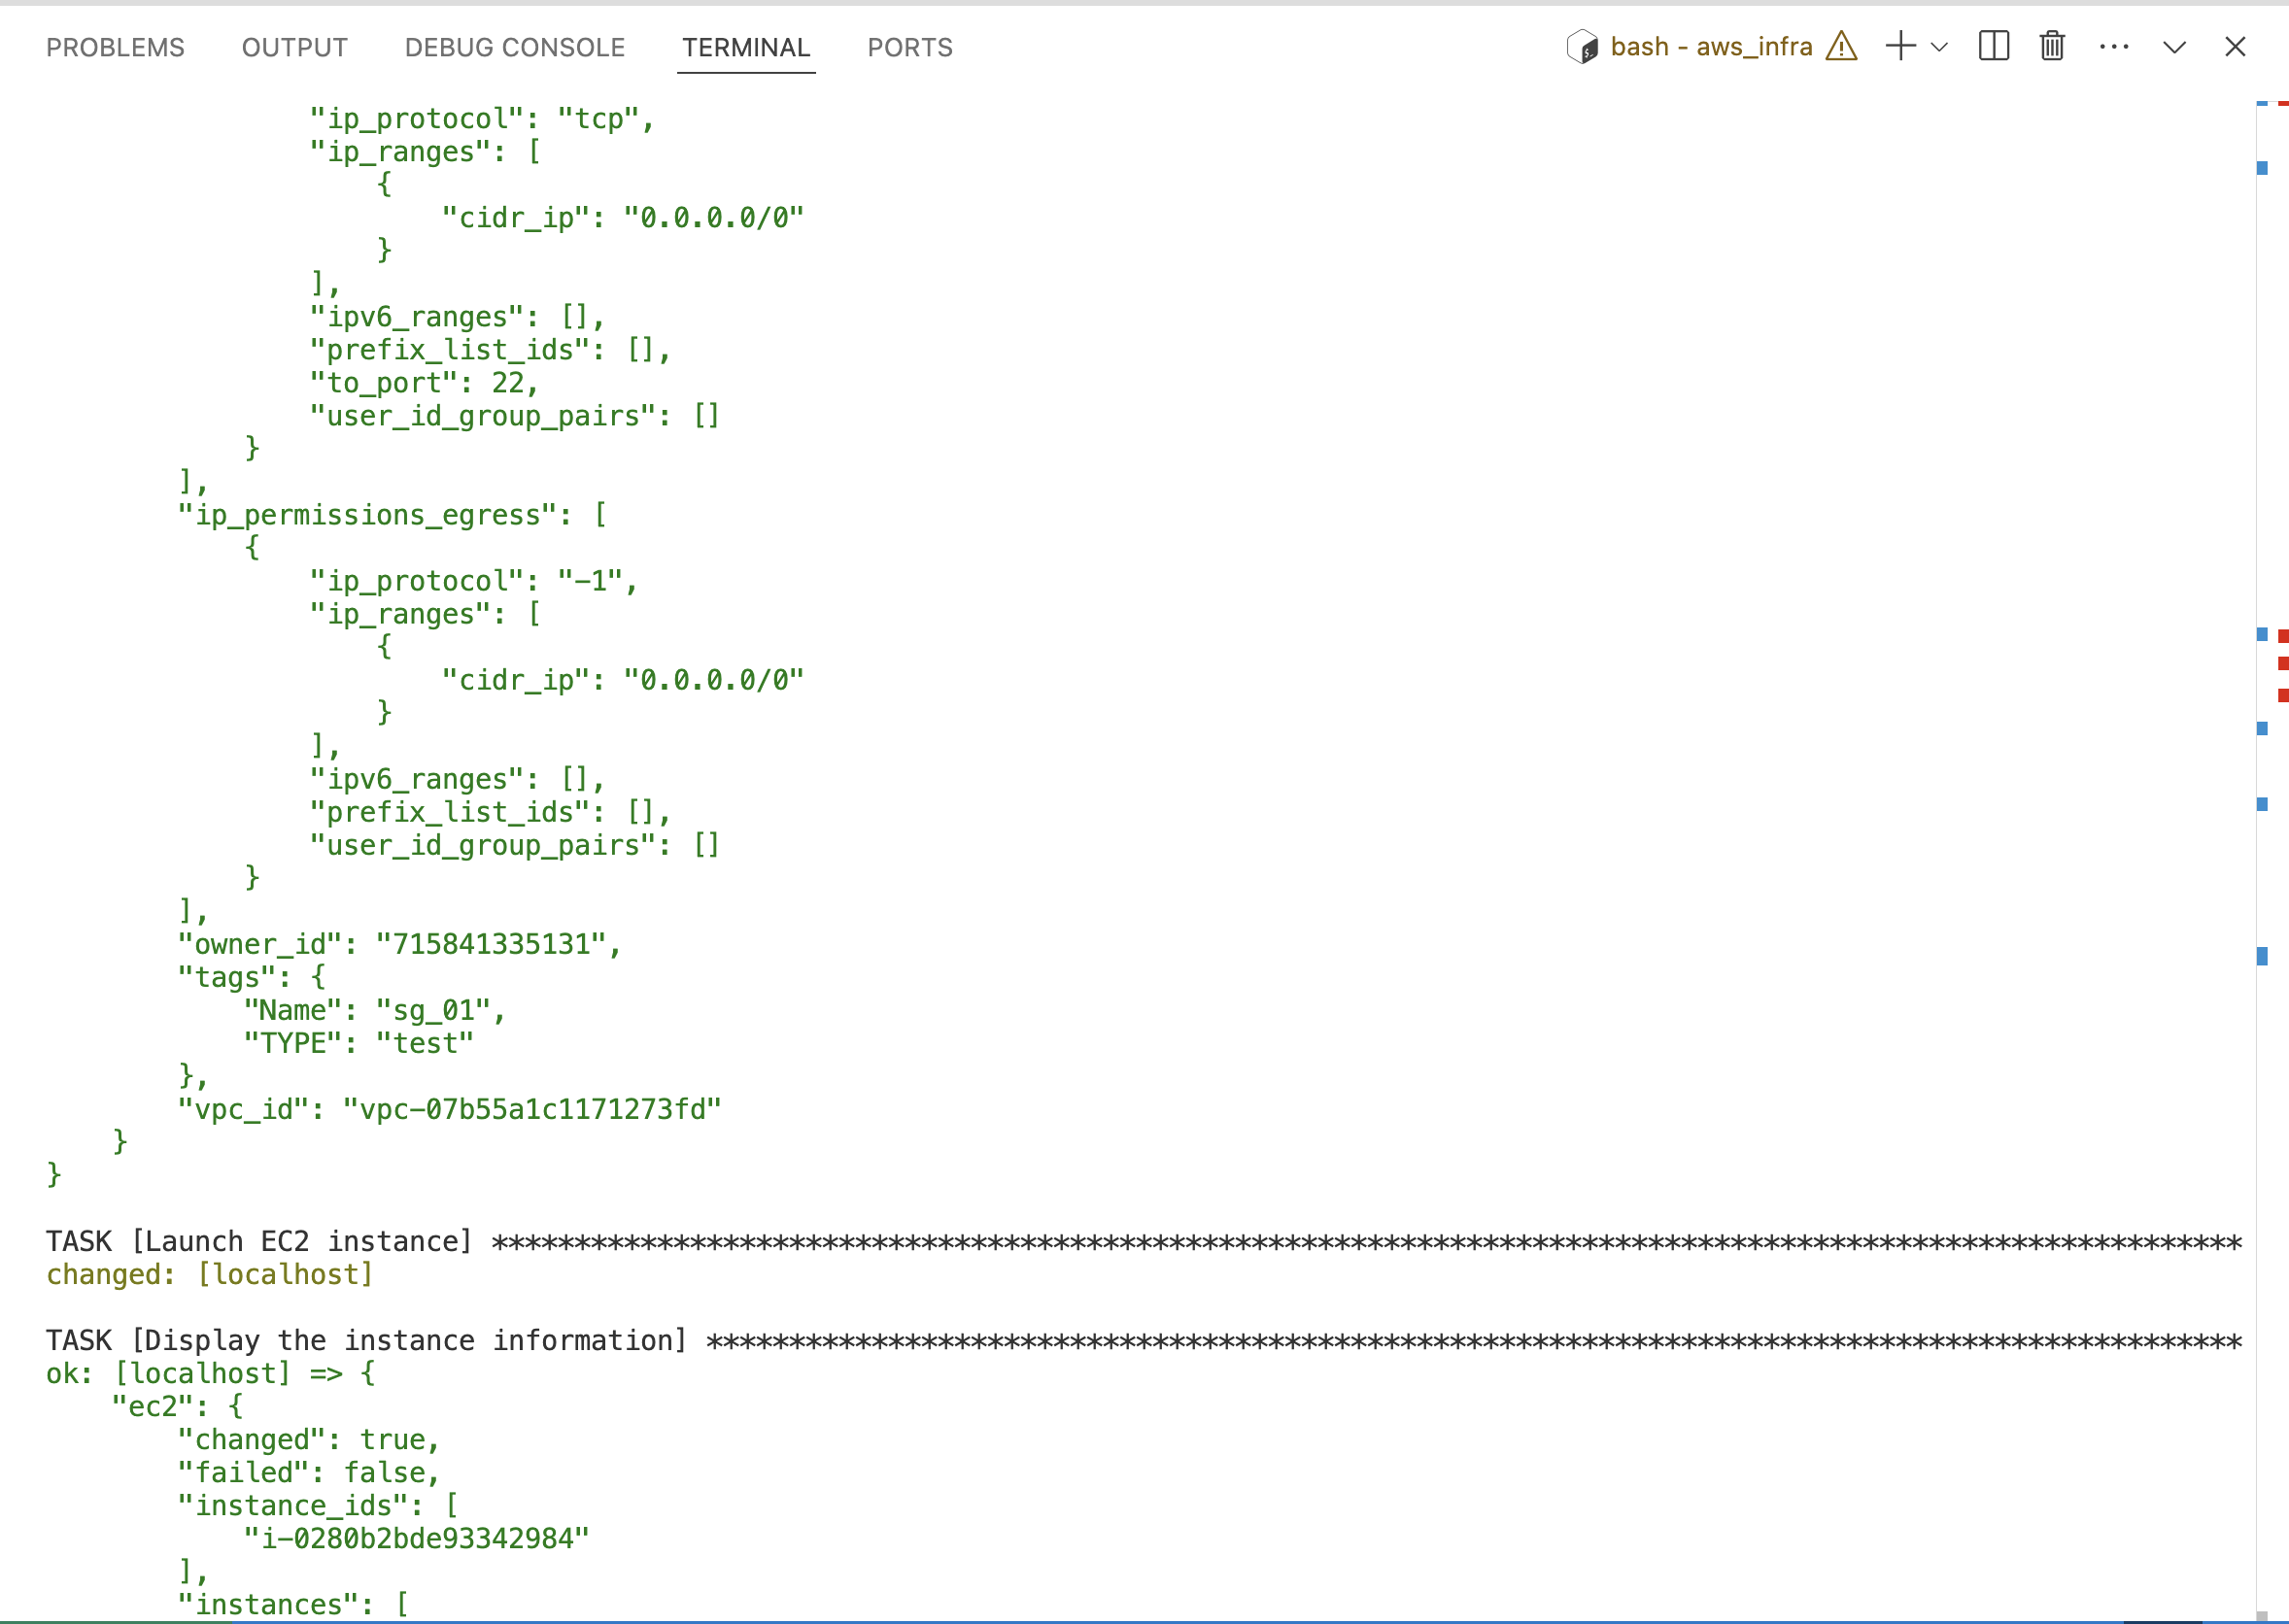 PROBLEMS OUTPUT DEBUG CONSOLE TERMINAL PORTS bash - aws_infra
"ip_protocol": "tcp",
"ip_ranges": [
{
"cidr_ip": "0.0.0.0/0"
}
],
"ipv6_ranges": [],
"prefix_list_ids": [],
"to_port": 22,
"user_id_group_pairs": []
}
],
"ip_permissions_egress": [
{
"ip_protocol": "-1",
"ip_ranges": [
{
"cidr_ip": "0.0.0.0/0"
}
],
"ipv6_ranges": [],
"prefix_list_ids": [],
"user_id_group_pairs": []
}
],
"owner_id": "715841335131",
"tags": {
"Name": "sg_01",
"TYPE": "test"
},
"vpc_id": "vpc-07b55a1c1171273fd"
}
}
TASK [Launch EC2 instance] **********************************************************************************************************
changed: [localhost]
TASK [Display the instance information] *********************************************************************************************
ok: [localhost] => {
"ec2": {
"changed": true,
"failed": false,
"instance_ids": [
"i-0280b2bde93342984"
],
"instances": [